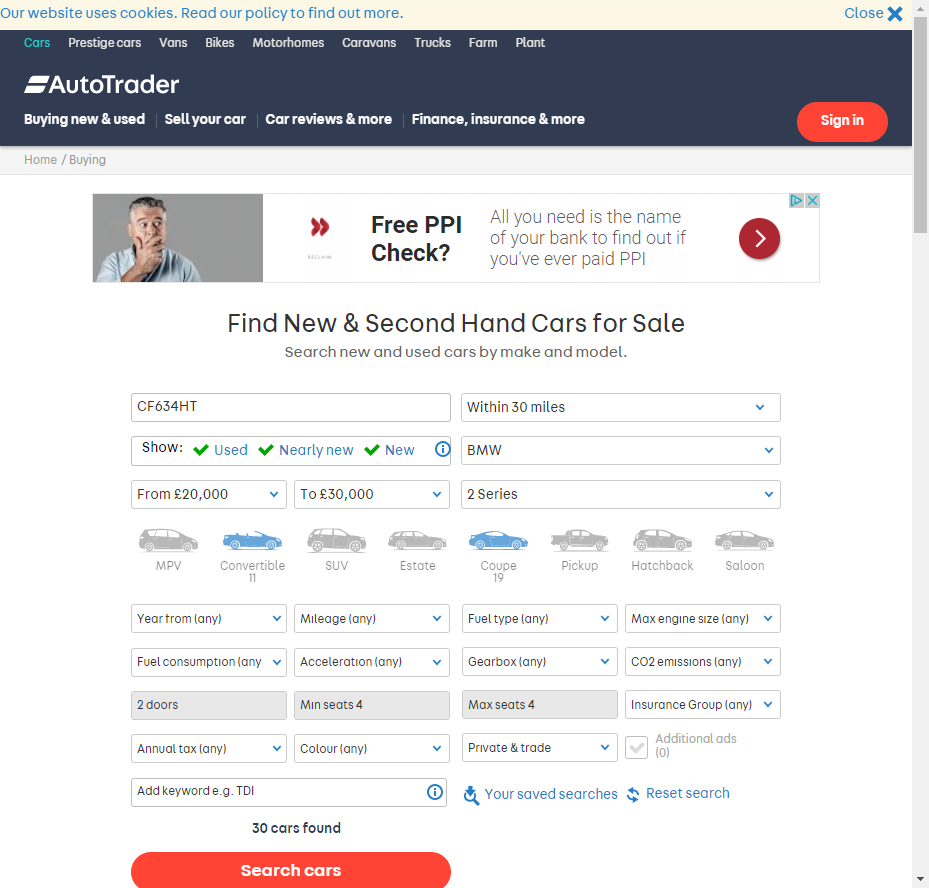 Our website uses cookies. Read our policy to find out more.
Close
Cars Prestige cars Vans Bikes Motorhomes Caravans Trucks Farm Plant
AutoTrader
Buying new & used Sell your car Car reviews & more Finance, insurance & more
Sign in
Home / Buying
RECLAIM
Free PPI
Check?
All you need is the name
of your bank to find out if
you've ever paid PPI
Find New & Second Hand Cars for Sale
Search new and used cars by make and model.
CF634HT Within 30 miles
Show: Used Nearly new New BMW
From £20,000 To £30,000 2 Series
MPV Convertible SUV Estate Coupe Pickup Hatchback Saloon
11 19
Year from (any) Mileage (any) Fuel type (any) Max engine size (any)
Fuel consumption (any Acceleration (any) Gearbox (any) CO2 emissions (any)
2 doors Min seats 4 Max seats 4 Insurance Group (any)
Annual tax (any) Colour (any) Private & trade Additional ads
(0)
Add keyword e.g. TDI Your saved searches Reset search
30 cars found
Search cars